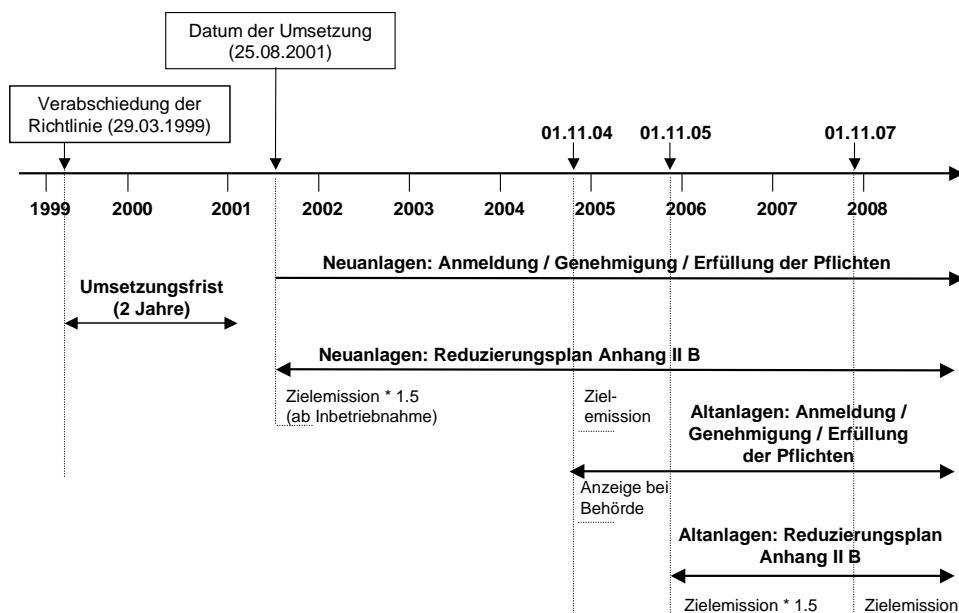 Datum der Umsetzung
(25.08.2001)
Verabschiedung der
Richtlinie (29.03.1999)
01.11.04
01.11.05
01.11.07
1999
2000
2001
2002
2003
2004
2005
2006
2007
2008
Neuanlagen: Anmeldung / Genehmigung / Erfüllung der Pflichten
Umsetzungsfrist
(2 Jahre)
Neuanlagen: Reduzierungsplan Anhang II B
Zielemission * 1.5
(ab Inbetriebnahme)
Ziel-
emission
Altanlagen: Anmeldung /
Genehmigung / Erfüllung
der Pflichten
Anzeige bei
Behörde
Altanlagen: Reduzierungsplan
Anhang II B
Zielemission * 1.5
Zielemission